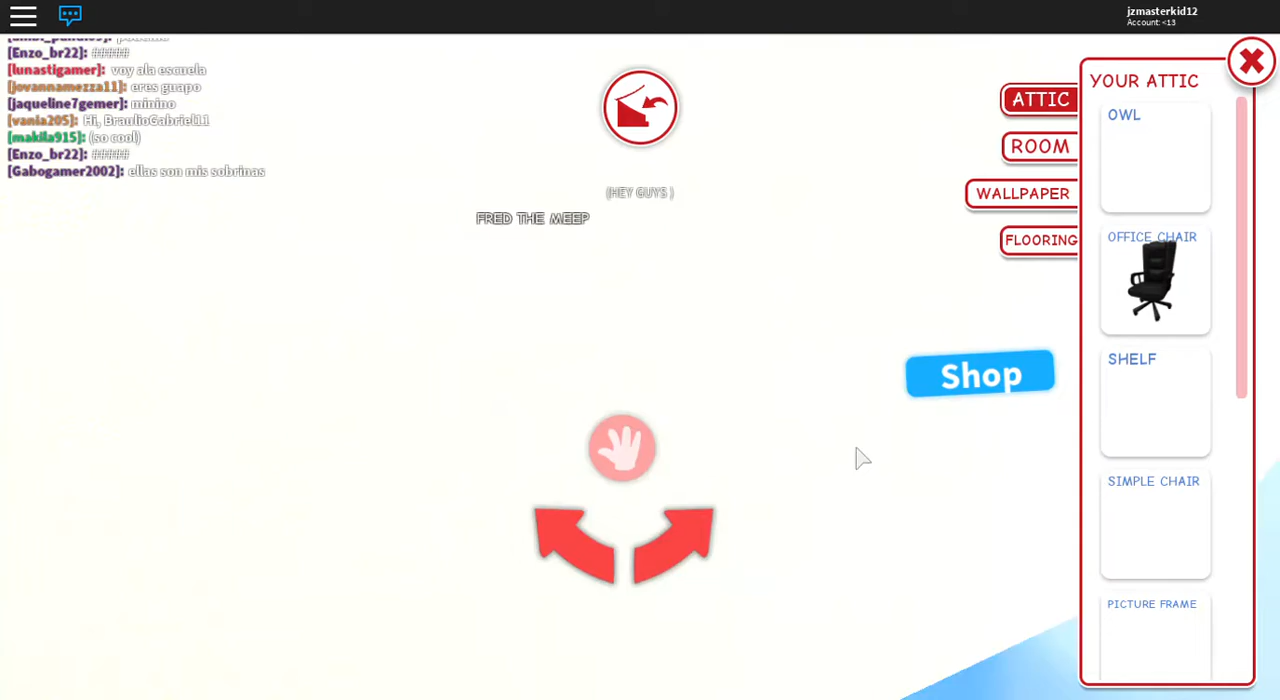 jzmasterkid12
Account: <13
[Enzo_br22]: #####
[lunastigamer]: voy ala escuela
[jovannamezza11]: eres guapo
[jaqueline7gemer]: minino
[vania205]: Hi, BraulioGabriel11
[makila915]: (so cool)
[Enzo_br22]: #####
[Gabogamer2002]: ellas son mis sobrinas
(HEY GUYS )
FRED THE MEEP
ATTIC
ROOM
WALLPAPER
FLOORING
Shop
YOUR ATTIC
OWL
OFFICE CHAIR
SHELF
SIMPLE CHAIR
PICTURE FRAME